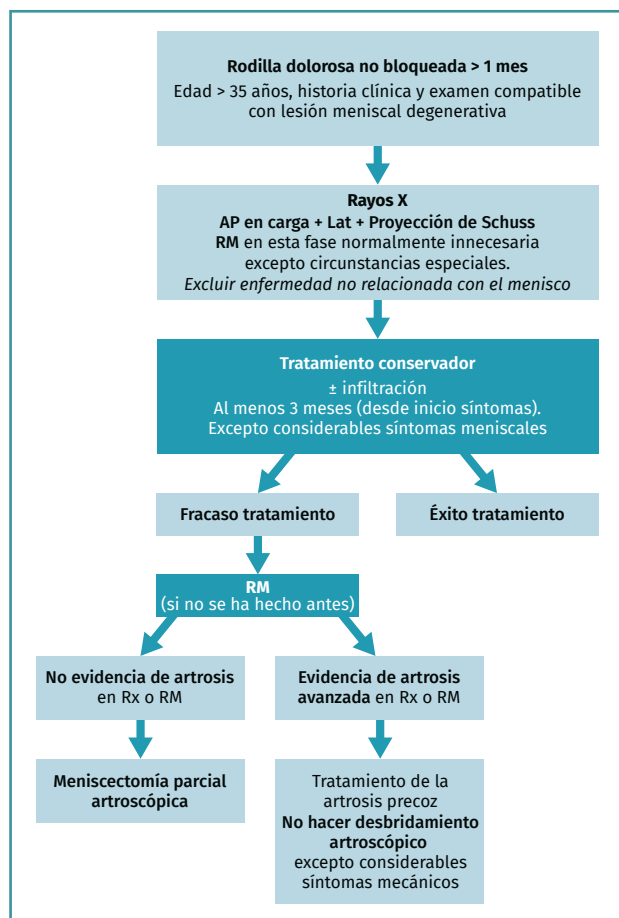 Rodilla dolorosa no bloqueada > 1 mes
Edad > 35 años, historia clínica y examen compatible
con lesión meniscal degenerativa
Rayos X
AP en carga + Lat + Proyección de Schuss
RM en esta fase normalmente innecesaria
excepto circunstancias especiales.
Excluir enfermedad no relacionada con el menisco
Tratamiento conservador
± infiltración
Al menos 3 meses (desde inicio síntomas).
Excepto considerables síntomas meniscales
Fracaso tratamiento
Éxito tratamiento
RM
(si no se ha hecho antes)
No evidencia de artrosis
en Rx o RM
Evidencia de artrosis
avanzada en Rx o RM
Meniscectomía parcial
artroscópica
Tratamiento de la
artrosis precoz
No hacer desbridamiento
artroscópico
excepto considerables
síntomas mecánicos